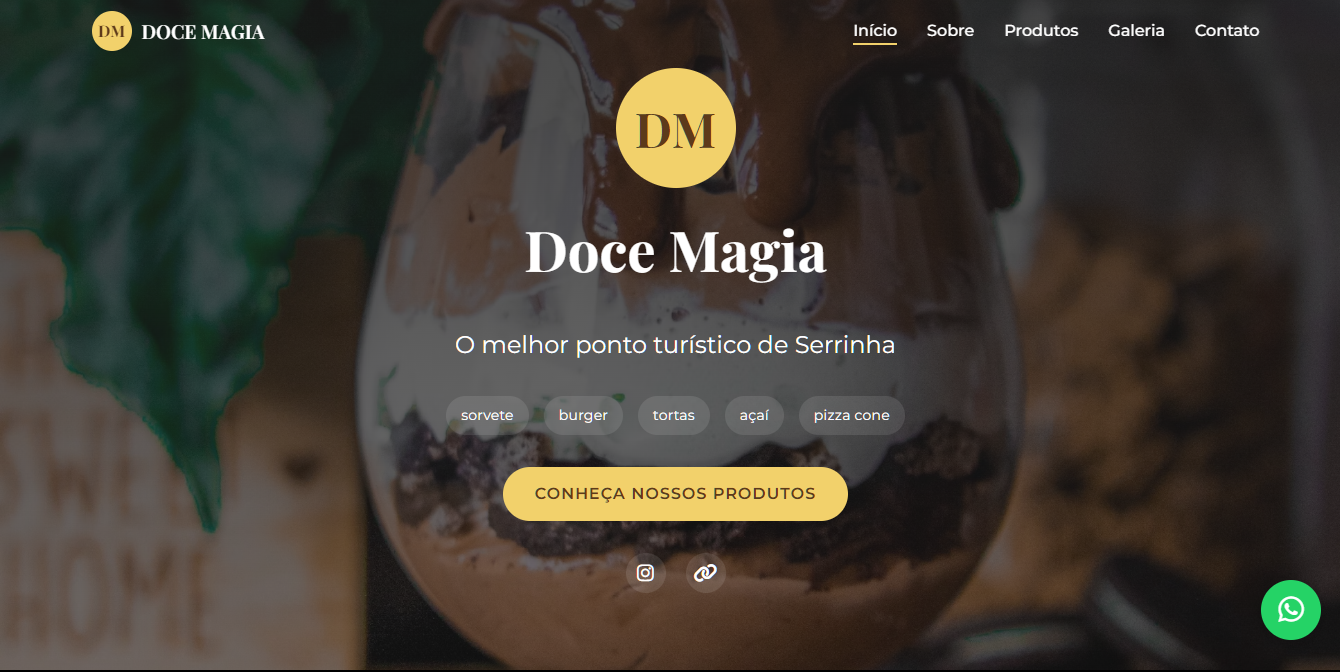 DM DOCE MAGIA
Início Sobre Produtos Galeria Contato
DM
Doce Magia
O melhor ponto turístico de Serrinha
sorvete burger tortas açaí pizza cone
CONHEÇA NOSSOS PRODUTOS
SWEET
HOME